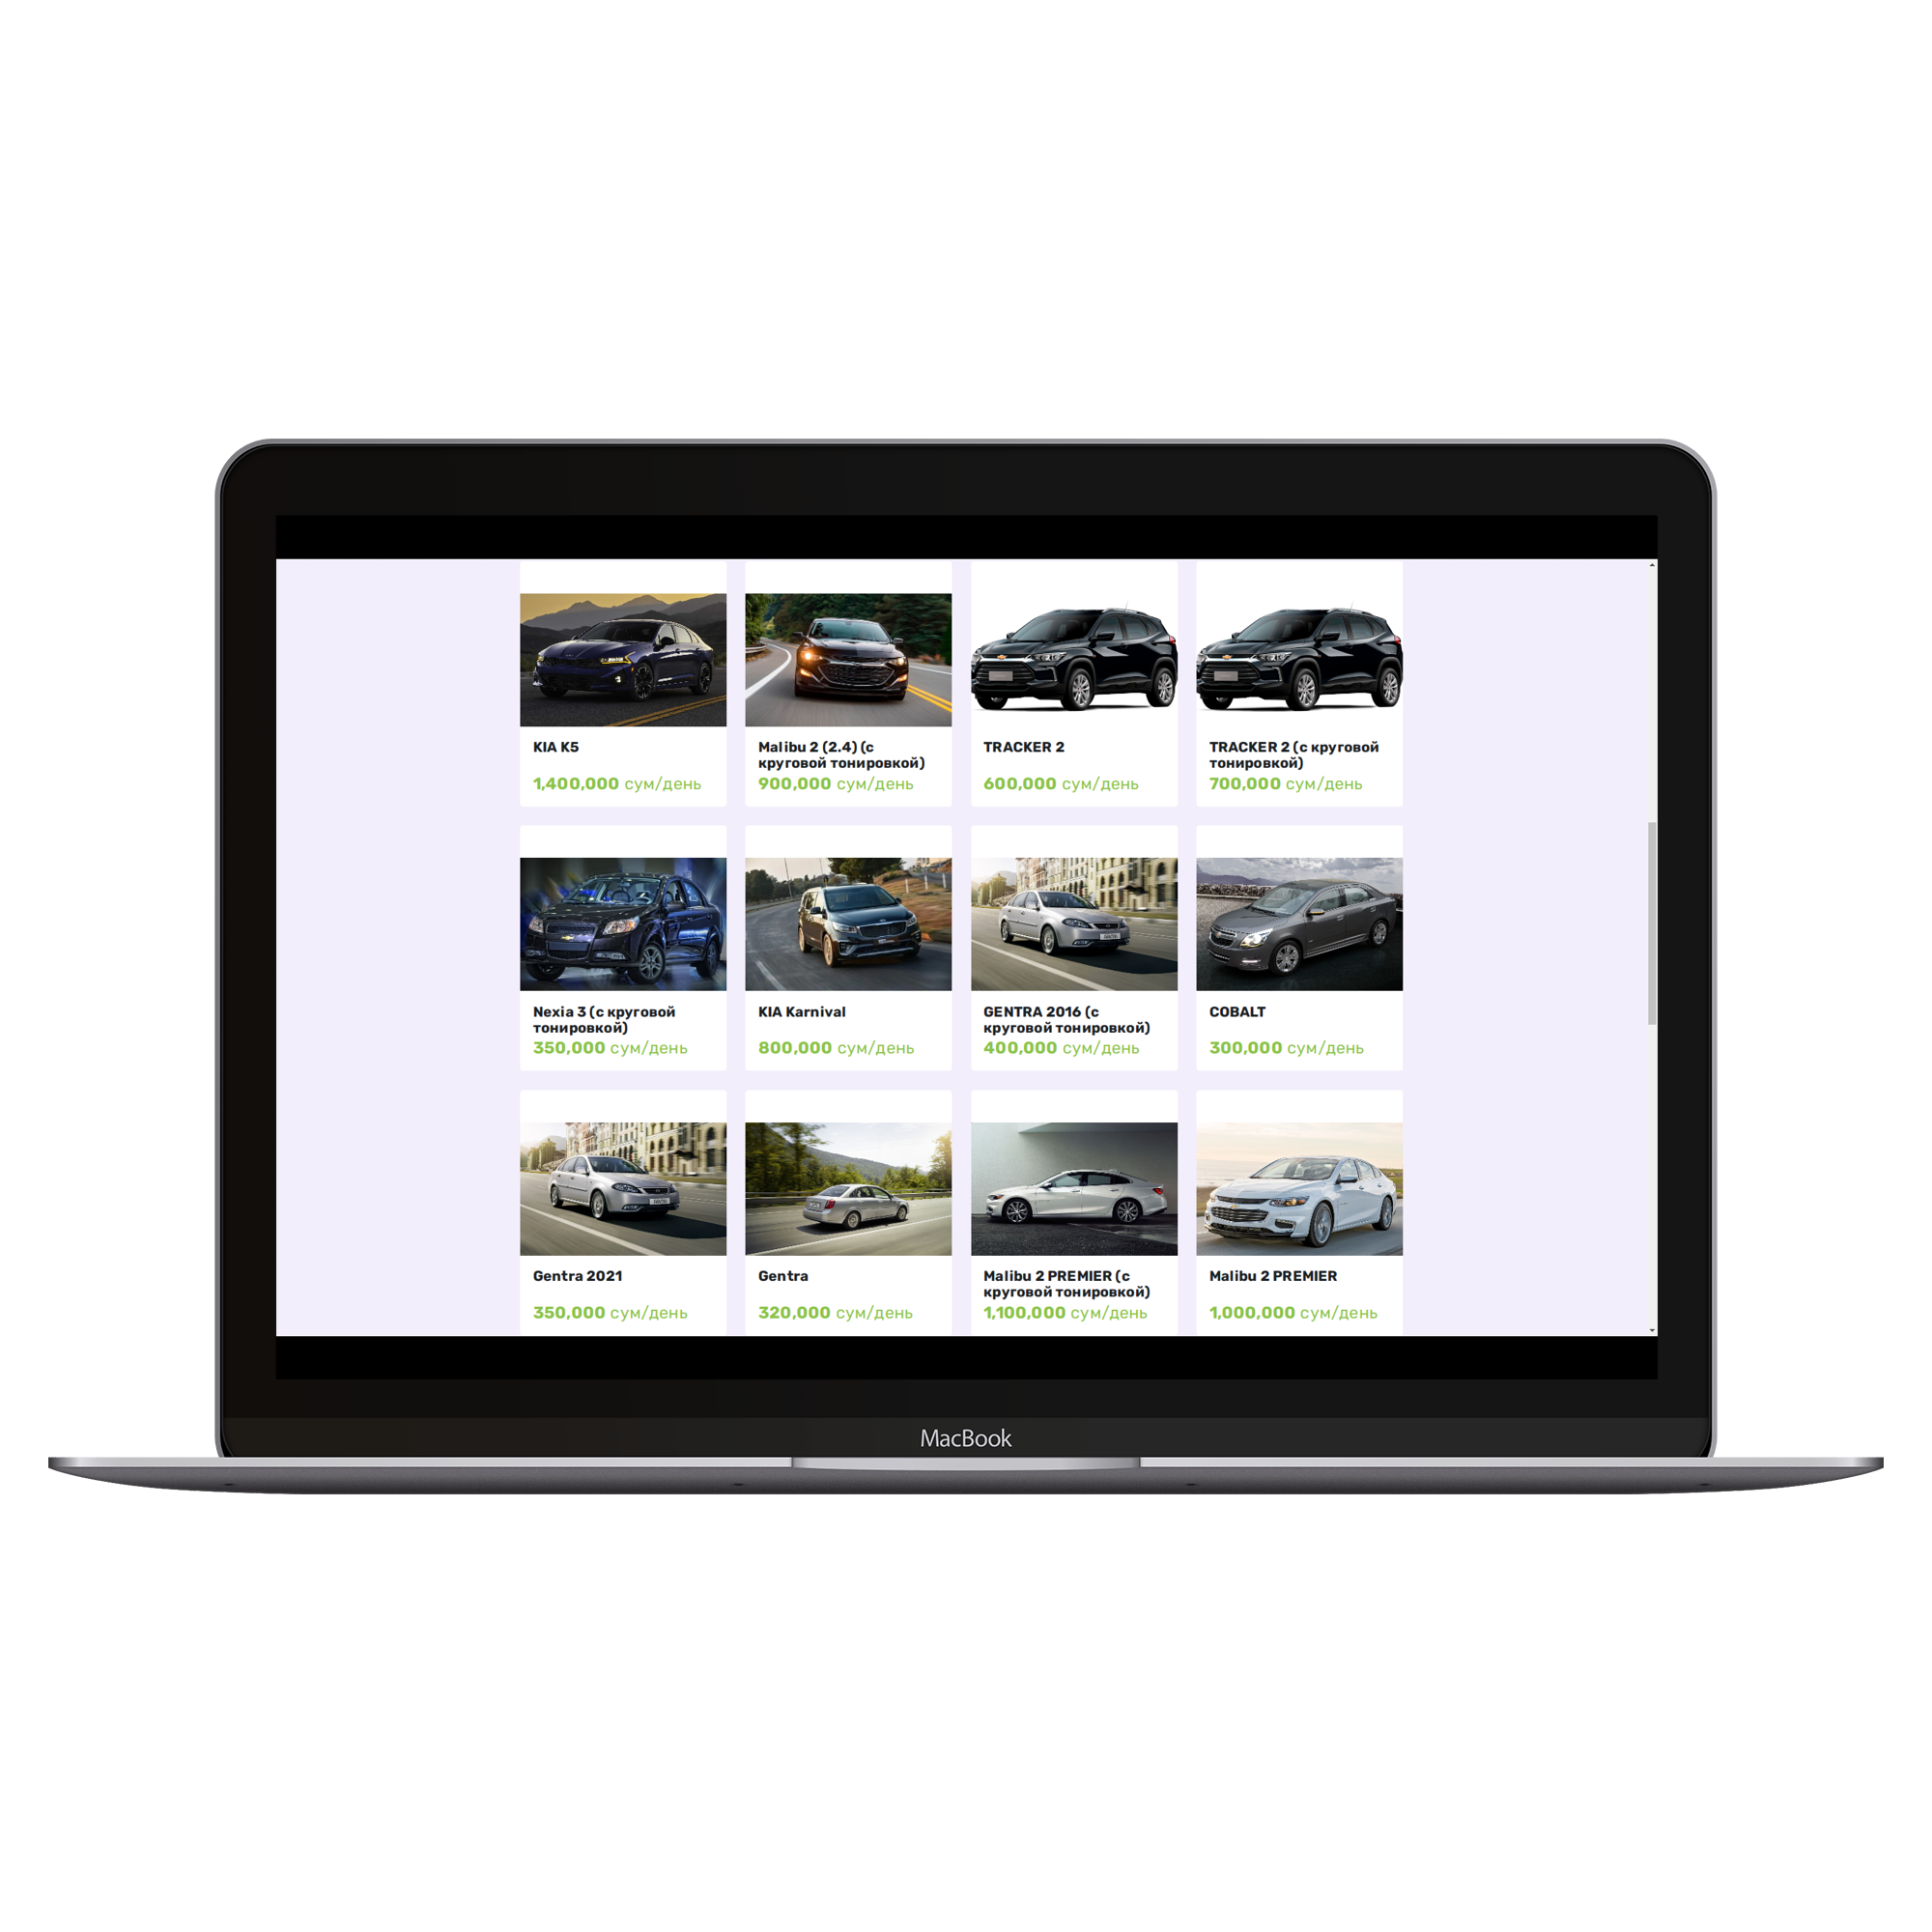 KIA K5
1,400,000 сум/день
Malibu 2 (2.4) (с
круговой тонировкой)
900,000 сум/день
TRACKER 2
600,000 сум/день
TRACKER 2 (с круговой
тонировкой)
700,000 сум/день
Nexia 3 (с круговой
тонировкой)
350,000 сум/день
KIA Karnival
800,000 сум/день
GENTRA 2016 (с
круговой тонировкой)
400,000 сум/день
COBALT
300,000 сум/день
Gentra 2021
350,000 сум/день
Gentra
320,000 сум/день
Malibu 2 PREMIER (с
круговой тонировкой)
1,100,000 сум/день
Malibu 2 PREMIER
1,000,000 сум/день
MacBook